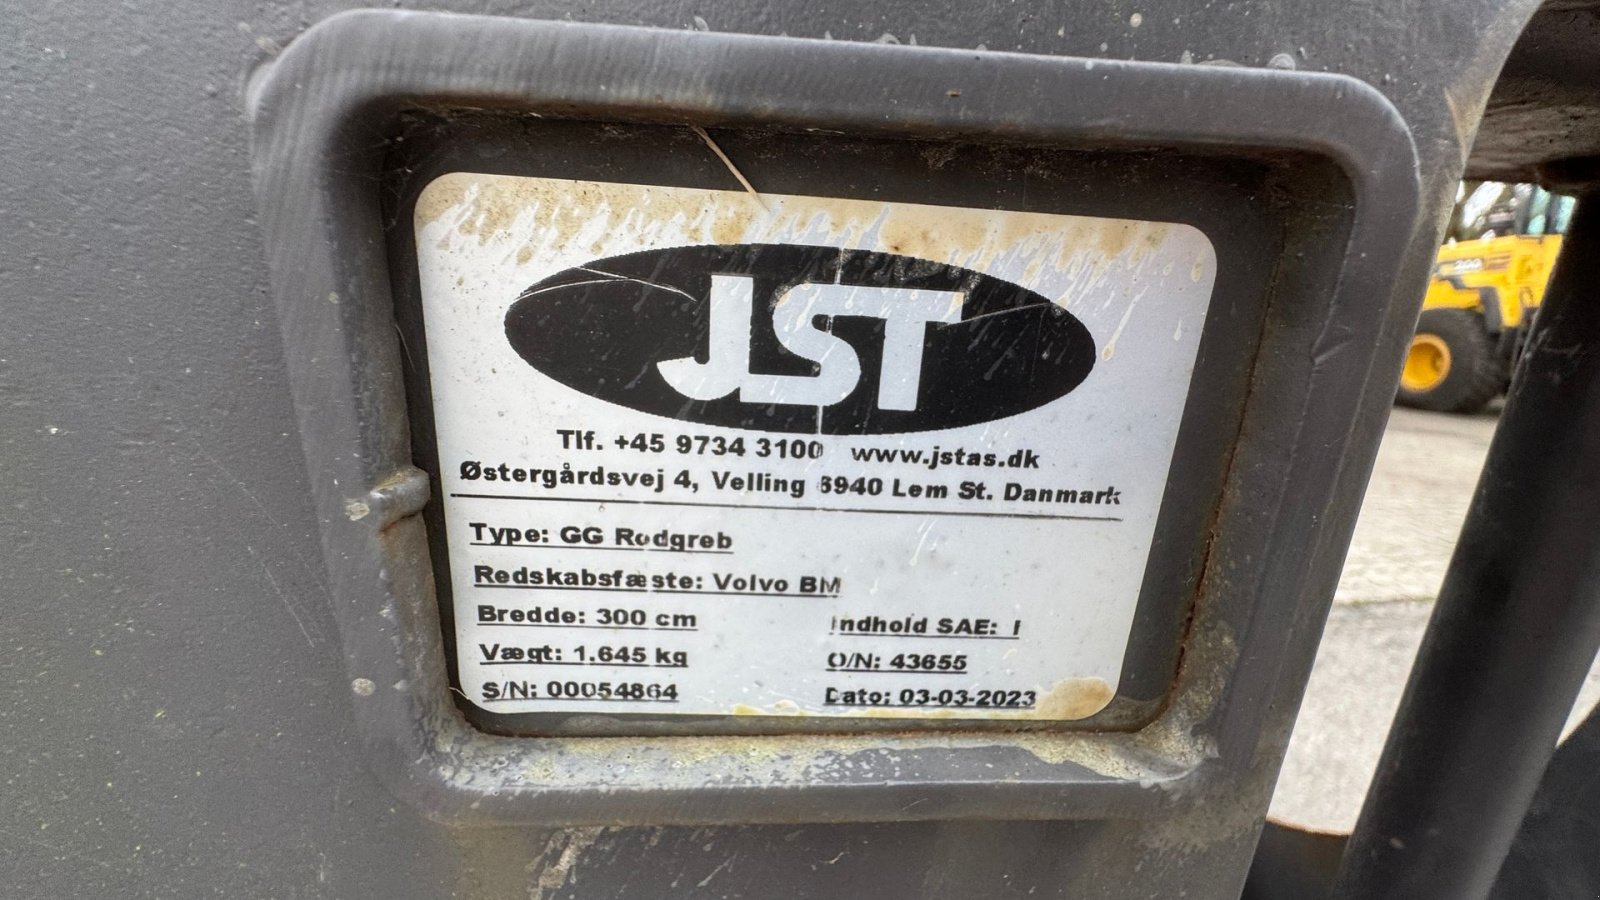 JST
Tlf. +45 9734 3100 www.jstas.dk
Østergårdsvej 4, Velling 6940 Lem St. Danmark
Type: GG Rodgreb
Redskabsfæste: Volvo BM
Bredde: 300 cm
Indhold SAE: l
Vægt: 1.645 kg
O/N: 43655
S/N: 00054864
Dato: 03-03-2023